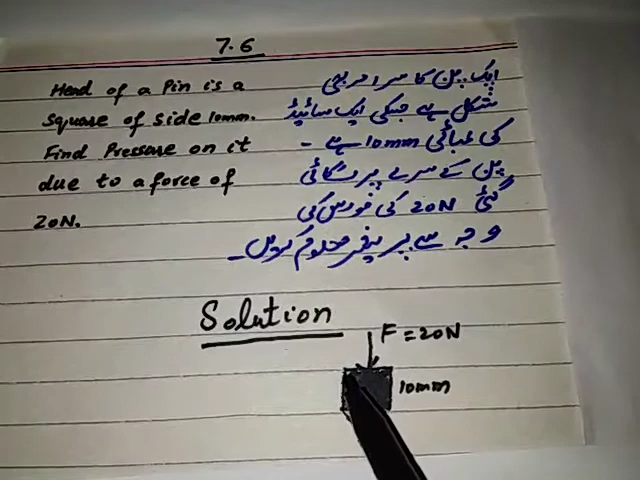 7.6
Head of a Pin is a
Square of side 10mm.
Find Pressure on it
due to a force of
20N.
ایک پن کا سرا مربعی
شکل ہے جسکی ایک سائیڈ
کی لمبائی 10mm ہے -
پن کے سرے پر لگائی
گئی 20N کی فورس کی
وجہ سے پریشر معلوم کریں۔
Solution
F = 20N
10mm